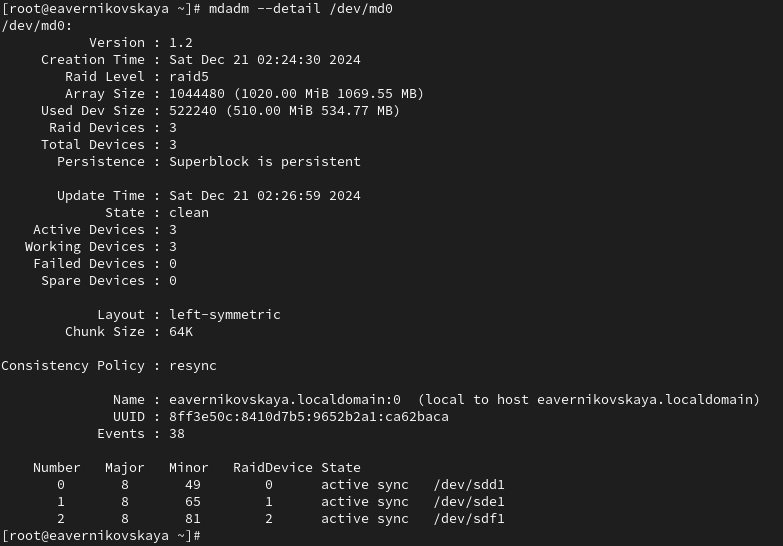 [root@eavernikovskaya ~]# mdadm --detail /dev/md0
/dev/md0:
           Version : 1.2
     Creation Time : Sat Dec 21 02:24:30 2024
        Raid Level : raid5
        Array Size : 1044480 (1020.00 MiB 1069.55 MB)
     Used Dev Size : 522240 (510.00 MiB 534.77 MB)
      Raid Devices : 3
     Total Devices : 3
       Persistence : Superblock is persistent

       Update Time : Sat Dec 21 02:26:59 2024
             State : clean
    Active Devices : 3
   Working Devices : 3
    Failed Devices : 0
     Spare Devices : 0

            Layout : left-symmetric
        Chunk Size : 64K

Consistency Policy : resync

              Name : eavernikovskaya.localdomain:0  (local to host eavernikovskaya.localdomain)
              UUID : 8ff3e50c:8410d7b5:9652b2a1:ca62baca
            Events : 38

    Number   Major   Minor   RaidDevice State
       0       8       49        0      active sync   /dev/sdd1
       1       8       65        1      active sync   /dev/sde1
       2       8       81        2      active sync   /dev/sdf1
[root@eavernikovskaya ~]#